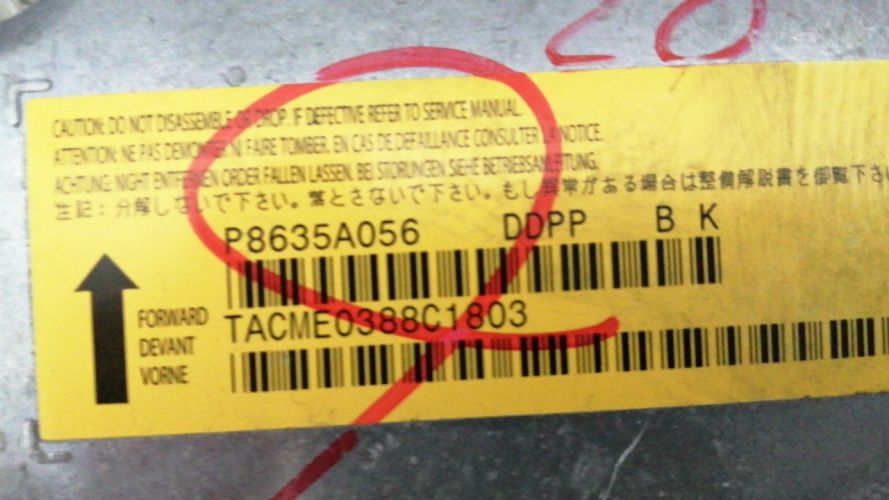 20
CAUTION: DO NOT DISASSEMBLE OR DROP. IF DEFECTIVE REFER TO SERVICE MANUAL.
ATTENTION: NE PAS DEMONTER NI FAIRE TOMBER. EN CAS DE DEFAILLANCE CONSULTER LA NOTICE.
ACHTUNG: NIGHT ENTFERNEN ORDER FALLEN LASSEN. BEI STORUNGEN SIEHE BETRIEBSANLEITUNG.
注記：分解しないで下さい。落とさないで下さい。もし異常がある場合は整備解説書を御覧下さい
P8635A056 DDPP B K
TACME0388C1803
FORWARD
DEVANT
VORNE